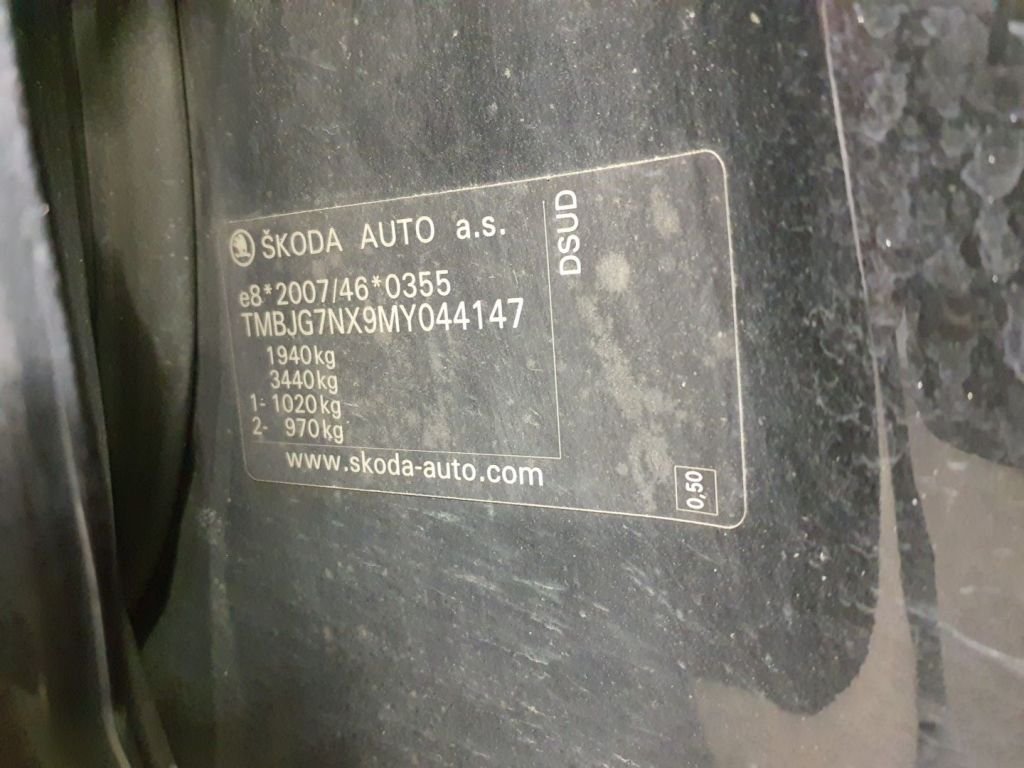 ŠKODA AUTO a.s.
e8*2007/46*0355
TMBJG7NX9MY044147
1940kg
3440kg
1- 1020kg
2- 970kg
www.skoda-auto.com
DSUD
0,50